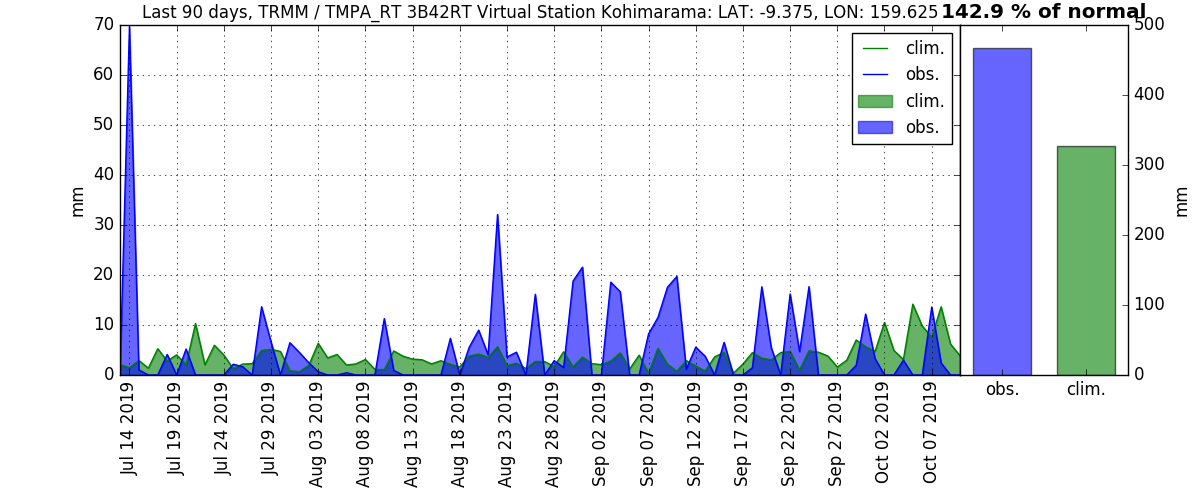 Last 90 days, TRMM / TMPA_RT 3B42RT Virtual Station Kohimarama: LAT: -9.375, LON: 159.625
142.9 % of normal
70
60
50
40
30
20
10
0
mm
clim.
obs.
clim.
obs.
500
400
300
200
100
0
mm
Jul 14 2019
Jul 19 2019
Jul 24 2019
Jul 29 2019
Aug 03 2019
Aug 08 2019
Aug 13 2019
Aug 18 2019
Aug 23 2019
Aug 28 2019
Sep 02 2019
Sep 07 2019
Sep 12 2019
Sep 17 2019
Sep 22 2019
Sep 27 2019
Oct 02 2019
Oct 07 2019
obs.
clim.